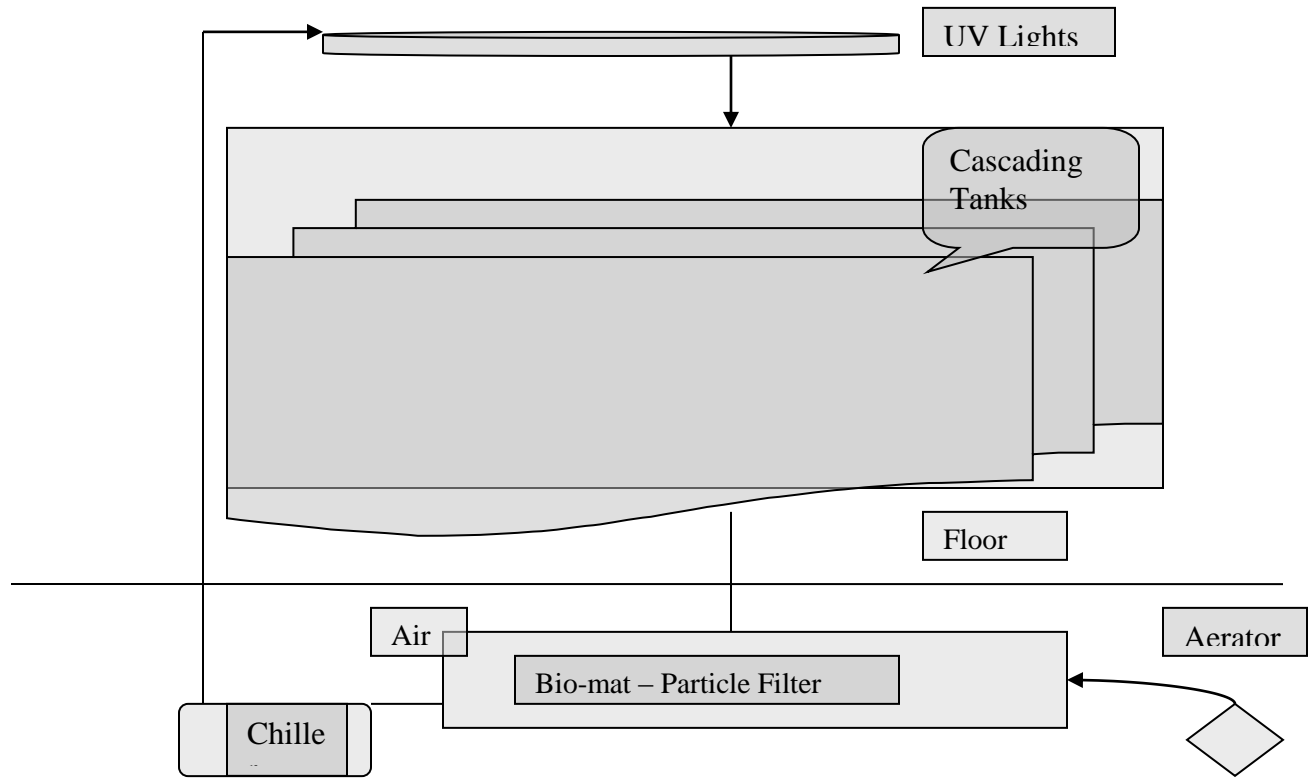 UV Lights
Cascading
Tanks
Floor
Air
Aerator
Bio-mat – Particle Filter
Chille